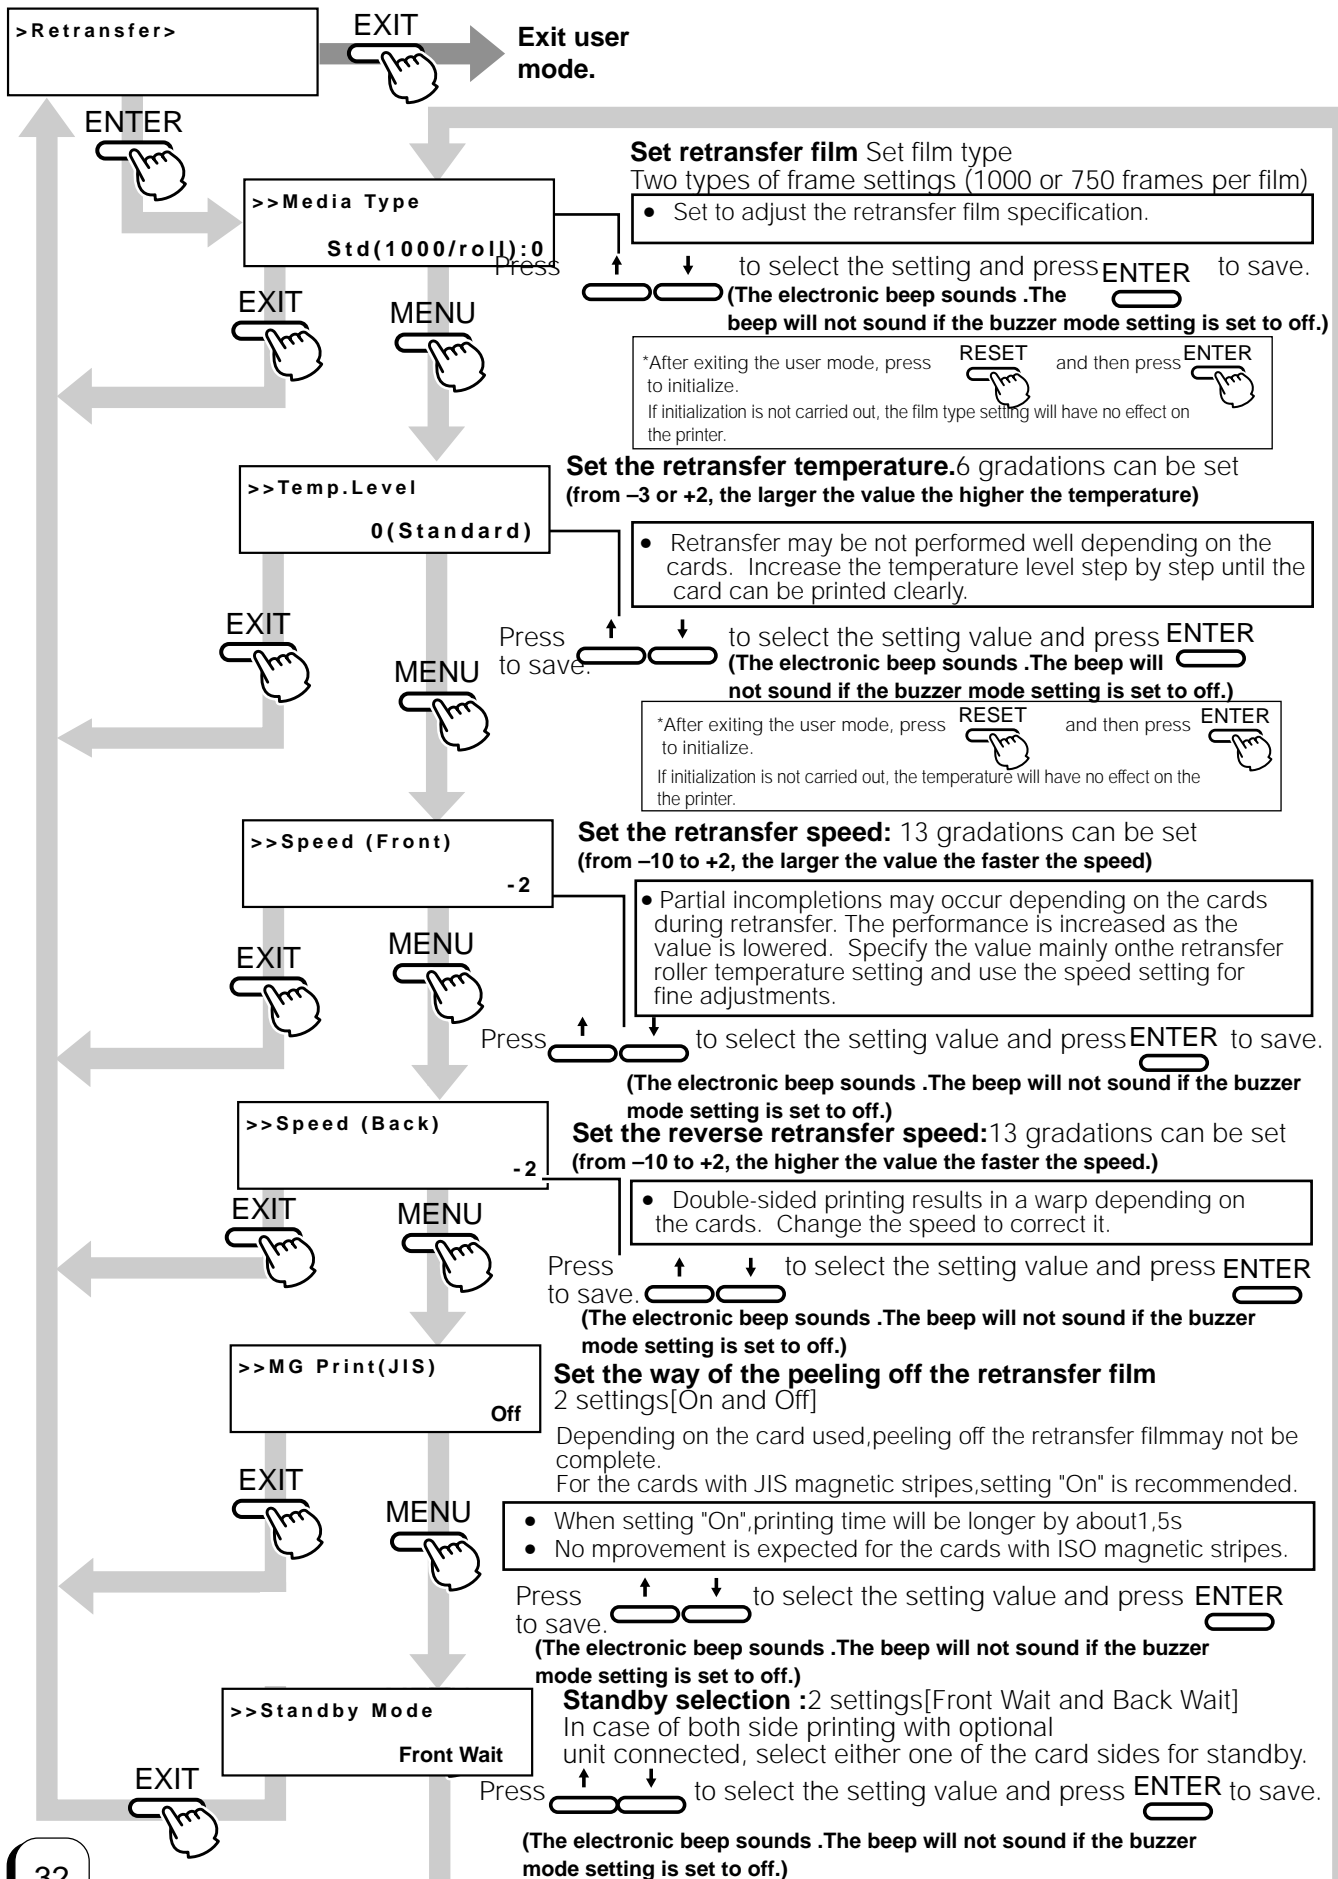 >Retransfer>
EXIT
Exit user
mode.
ENTER
Set retransfer film Set film type
Two types of frame settings (1000 or 750 frames per film)
>>Media Type
Std(1000/roll):0
• Set to adjust the retransfer film specification.
Press ↑ ↓ to select the setting and press ENTER to save.
(The electronic beep sounds .The
beep will not sound if the buzzer mode setting is set to off.)
EXIT
MENU
*After exiting the user mode, press RESET and then press ENTER
to initialize.
If initialization is not carried out, the film type setting will have no effect on
the printer.
Set the retransfer temperature.6 gradations can be set
(from –3 or +2, the larger the value the higher the temperature)
>>Temp.Level
0(Standard)
• Retransfer may be not performed well depending on the
cards. Increase the temperature level step by step until the
card can be printed clearly.
EXIT
MENU
Press ↑ ↓ to select the setting value and press ENTER
to save.
(The electronic beep sounds .The beep will
not sound if the buzzer mode setting is set to off.)
*After exiting the user mode, press RESET and then press ENTER
to initialize.
If initialization is not carried out, the temperature will have no effect on the
the printer.
>>Speed (Front)
-2
Set the retransfer speed: 13 gradations can be set
(from –10 to +2, the larger the value the faster the speed)
• Partial incompletions may occur depending on the cards
during retransfer. The performance is increased as the
value is lowered. Specify the value mainly onthe retransfer
roller temperature setting and use the speed setting for
fine adjustments.
EXIT
MENU
Press ↑ ↓ to select the setting value and press ENTER to save.
(The electronic beep sounds .The beep will not sound if the buzzer
mode setting is set to off.)
>>Speed (Back)
-2
Set the reverse retransfer speed:13 gradations can be set
(from –10 to +2, the higher the value the faster the speed.)
• Double-sided printing results in a warp depending on
the cards. Change the speed to correct it.
EXIT
MENU
Press ↑ ↓ to select the setting value and press ENTER
to save.
(The electronic beep sounds .The beep will not sound if the buzzer
mode setting is set to off.)
>>MG Print(JIS)
Off
Set the way of the peeling off the retransfer film
2 settings[On and Off]
Depending on the card used,peeling off the retransfer filmmay not be
complete.
For the cards with JIS magnetic stripes,setting "On" is recommended.
EXIT
MENU
• When setting "On",printing time will be longer by about1,5s
• No mprovement is expected for the cards with ISO magnetic stripes.
Press ↑ ↓ to select the setting value and press ENTER
to save.
(The electronic beep sounds .The beep will not sound if the buzzer
mode setting is set to off.)
>>Standby Mode
Front Wait
Standby selection :2 settings[Front Wait and Back Wait]
In case of both side printing with optional
unit connected, select either one of the card sides for standby.
EXIT
Press ↑ ↓ to select the setting value and press ENTER to save.
(The electronic beep sounds .The beep will not sound if the buzzer
mode setting is set to off.)
32